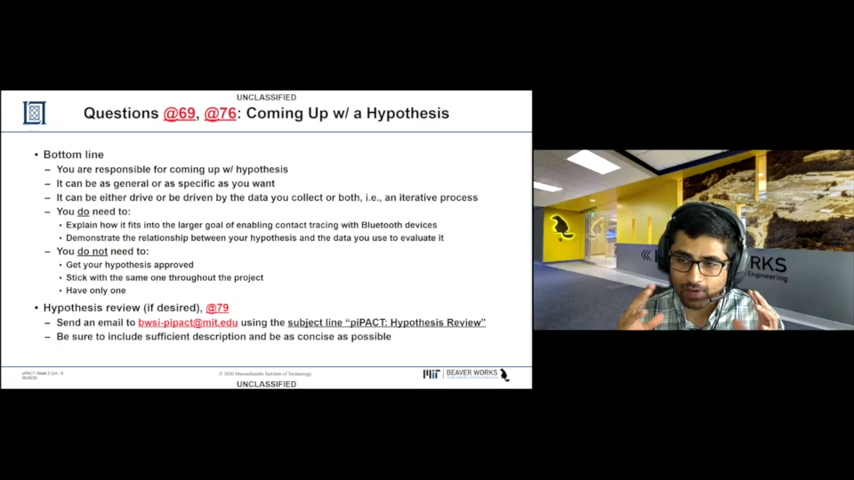 UNCLASSIFIED
Questions @69, @76: Coming Up w/ a Hypothesis
• Bottom line
– You are responsible for coming up w/ hypothesis
– It can be as general or as specific as you want
– It can be either drive or be driven by the data you collect or both, i.e., an iterative process
– You do need to:
• Explain how it fits into the larger goal of enabling contact tracing with Bluetooth devices
• Demonstrate the relationship between your hypothesis and the data you use to evaluate it
– You do not need to:
• Get your hypothesis approved
• Stick with the same one throughout the project
• Have only one
• Hypothesis review (if desired), @79
– Send an email to bwsi-pipact@mit.edu using the subject line "piPACT: Hypothesis Review"
– Be sure to include sufficient description and be as concise as possible
© 2020 Massachusetts Institute of Technology
MIT BEAVER WORKS
UNCLASSIFIED
WORKS
Engineering